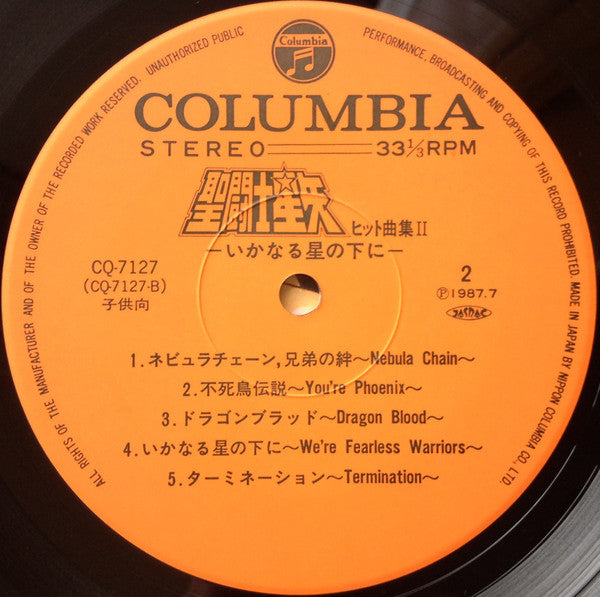 ALL RIGHTS OF THE MANUFACTURER AND OF THE OWNER OF THE RECORDED WORK RESERVED. UNAUTHORIZED PUBLIC PERFORMANCE, BROADCASTING AND COPYING OF THIS RECORD PROHIBITED. MADE IN JAPAN BY NIPPON COLUMBIA CO., LTD.
Columbia
COLUMBIA
STEREO 33⅓ RPM
聖闘士星矢
ヒット曲集II
―いかなる星の下に―
CQ-7127
(CQ-7127-B)
子供向
2
Ⓟ1987.7
JASRAC
1.ネビュラチェーン,兄弟の絆〜Nebula Chain〜
2.不死鳥伝説〜You're Phoenix〜
3.ドラゴンブラッド〜Dragon Blood〜
4.いかなる星の下に〜We're Fearless Warriors〜
5.ターミネーション〜Termination〜